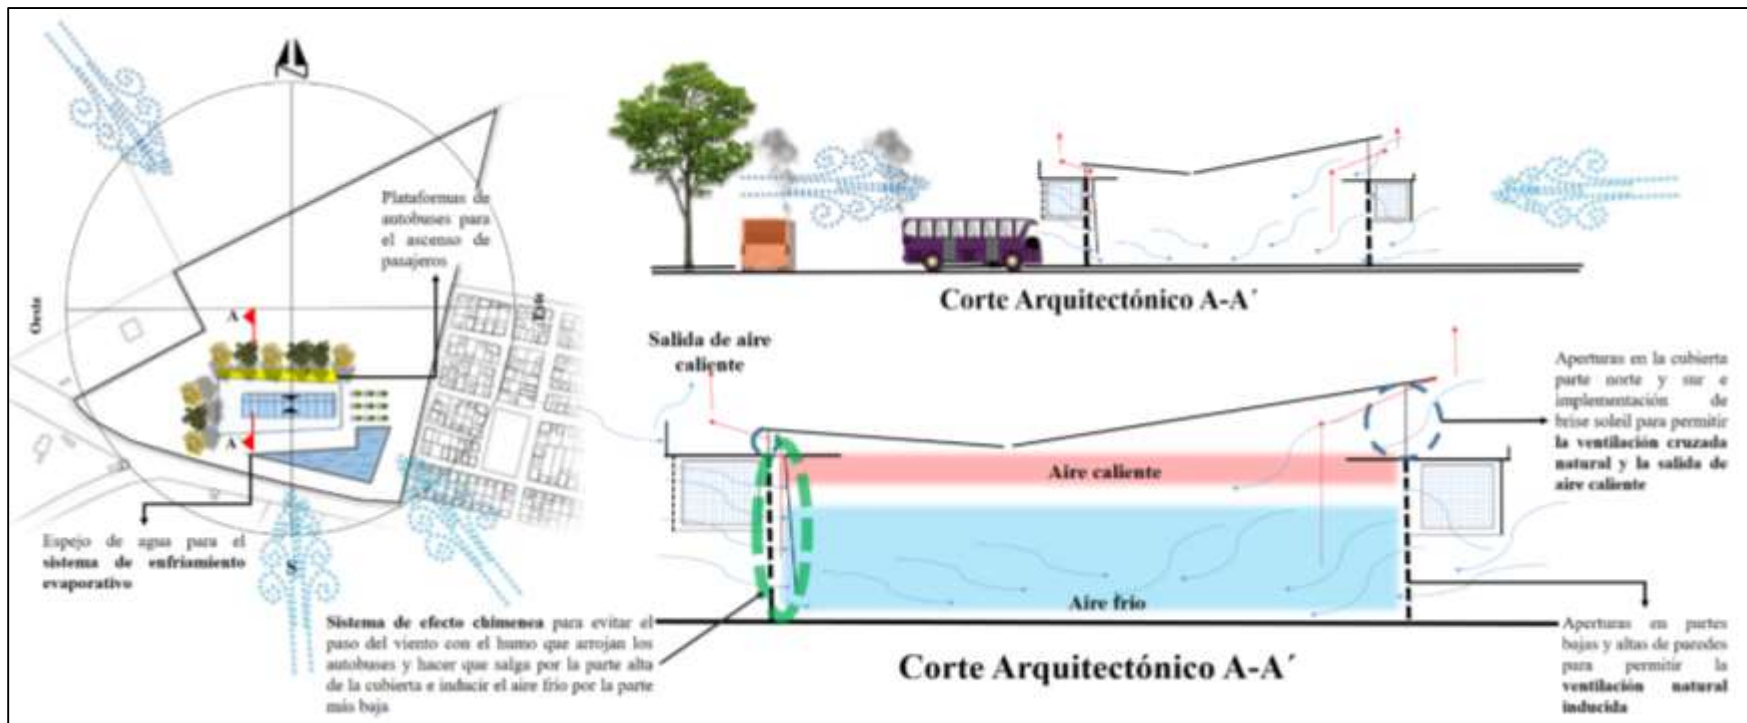 Plataformas de
autobuses para
el ascenso de
pasajeros
Oeste
Este
A
A
S
Espejo de agua para el
sistema de enfriamiento
evaporativo
Sistema de efecto chimenea para evitar el
paso del viento con el humo que arrojan los
autobuses y hacer que salga por la parte alta
de la cubierta e inducir el aire frio por la parte
más baja
Corte Arquitectónico A-A´
Salida de aire
caliente
Aire caliente
Aire frio
Corte Arquitectónico A-A´
Aperturas en la cubierta
parte norte y sur e
implementación de
brise soleil para permitir
la ventilación cruzada
natural y la salida de
aire caliente
Aperturas en partes
bajas y altas de paredes
para permitir la
ventilación natural
inducida